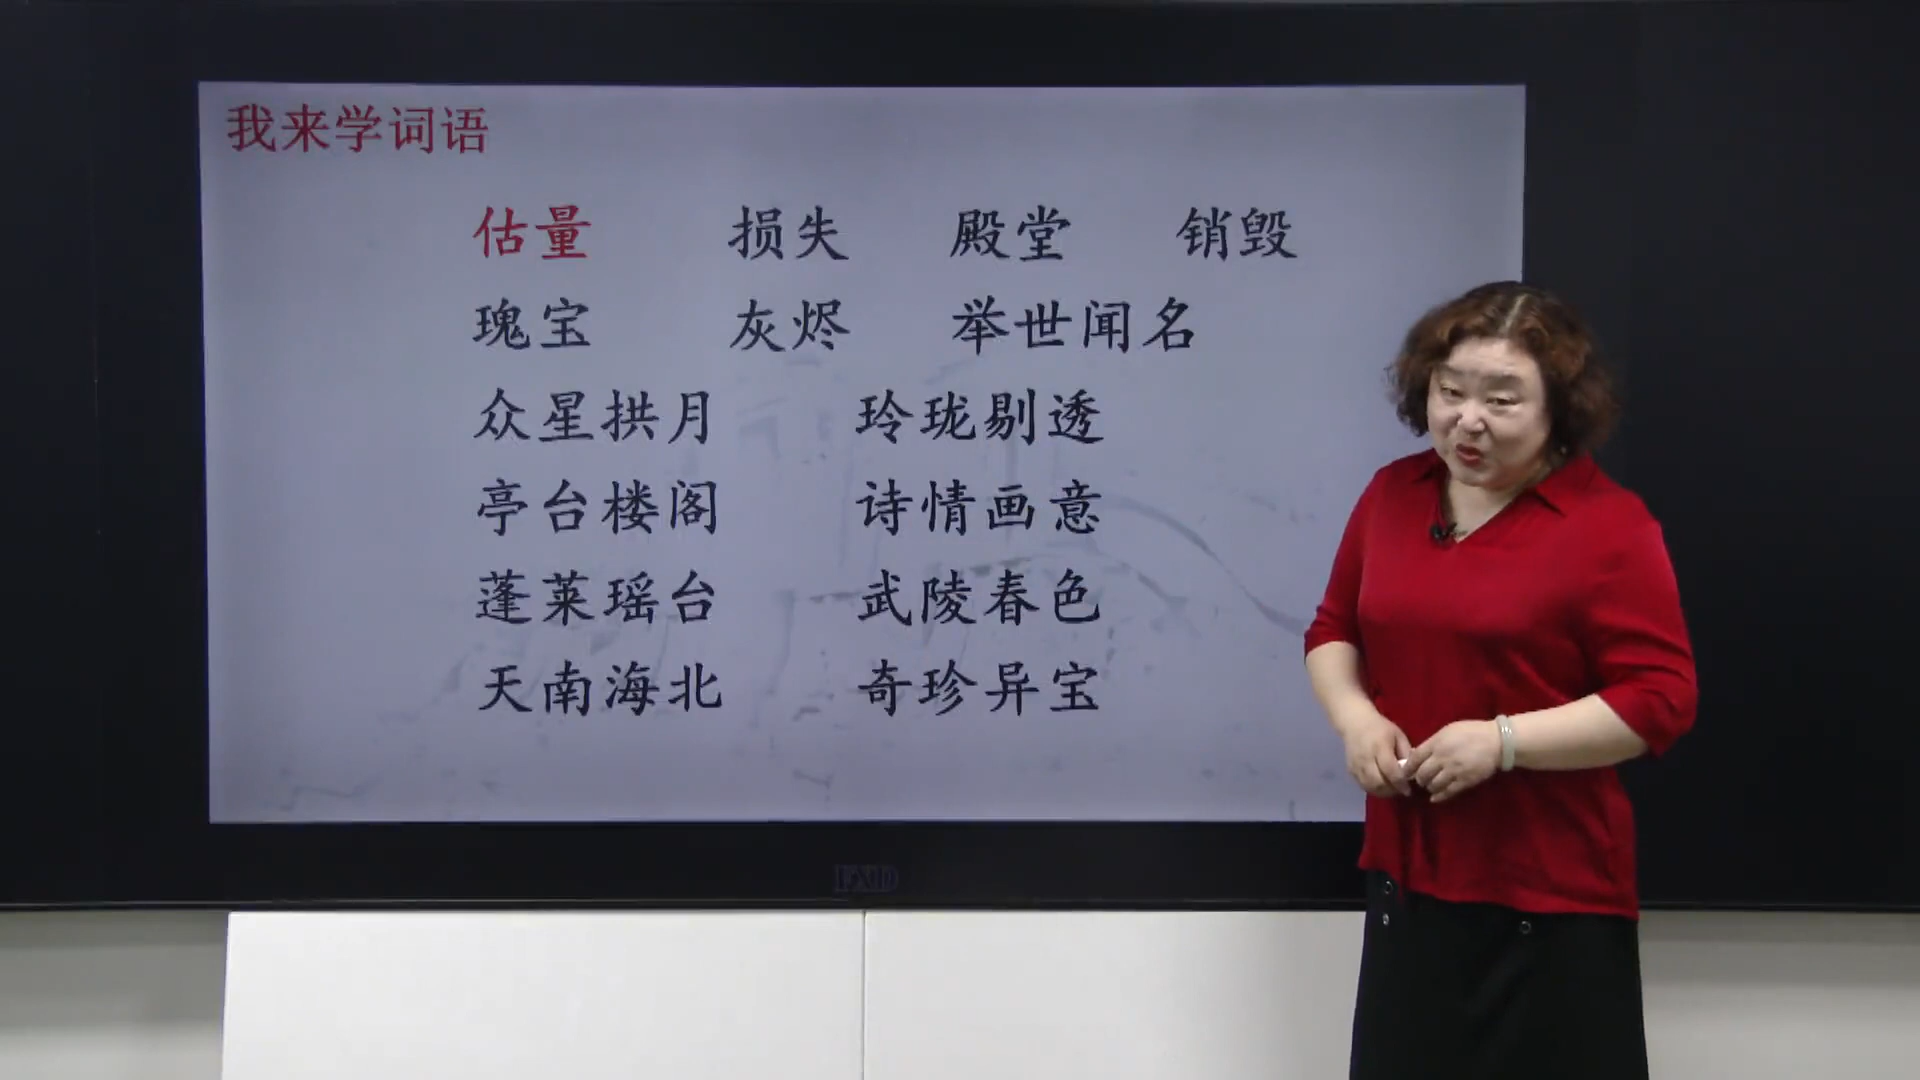 我来学词语
估量 损失 殿堂 销毁
瑰宝 灰烬 举世闻名
众星拱月 玲珑剔透
亭台楼阁 诗情画意
蓬莱瑶台 武陵春色
天南海北 奇珍异宝